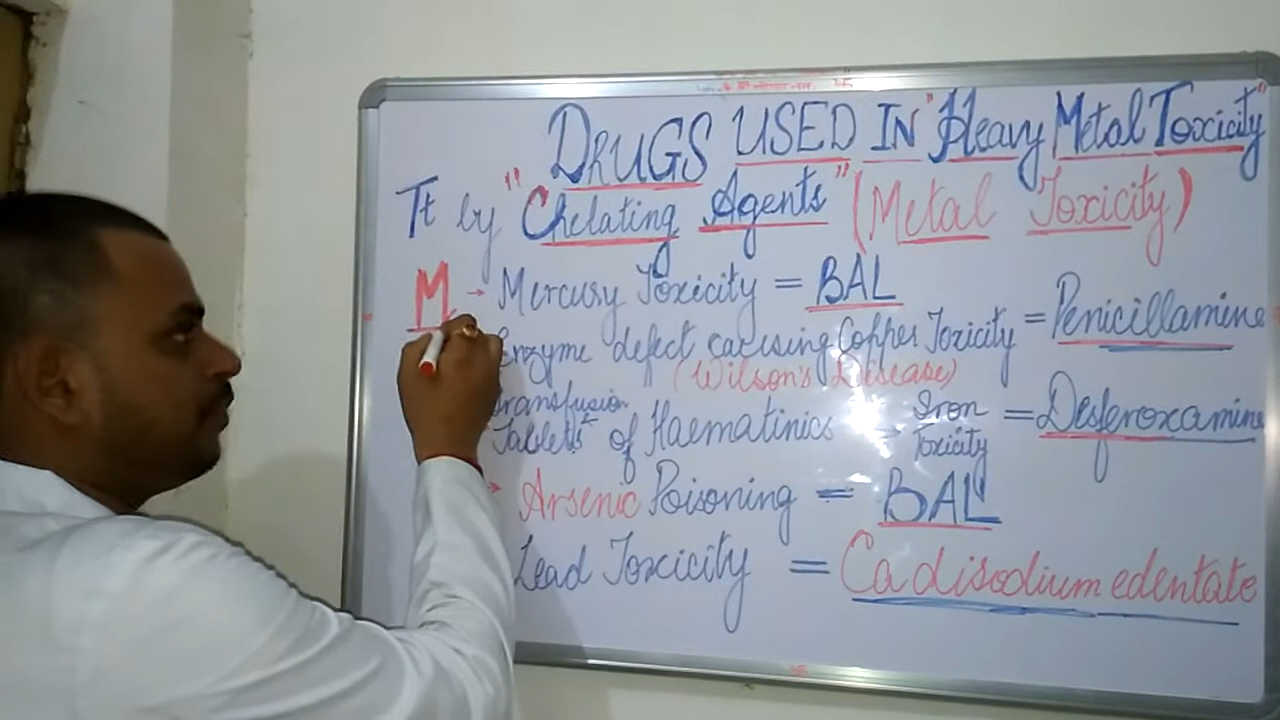 DRUGS USED IN "Heavy Metal Toxicity"
Tt by "Chelating Agents" (Metal Toxicity)
M → Mercury Toxicity = BAL
Enzyme defect causing Copper Toxicity = Penicillamine
(Wilson's Disease)
Transfusion
Tablets of Haematinics → Iron Toxicity = Desferoxamine
→ Arsenic Poisoning = BAL
Lead Toxicity = Ca disodium edentate